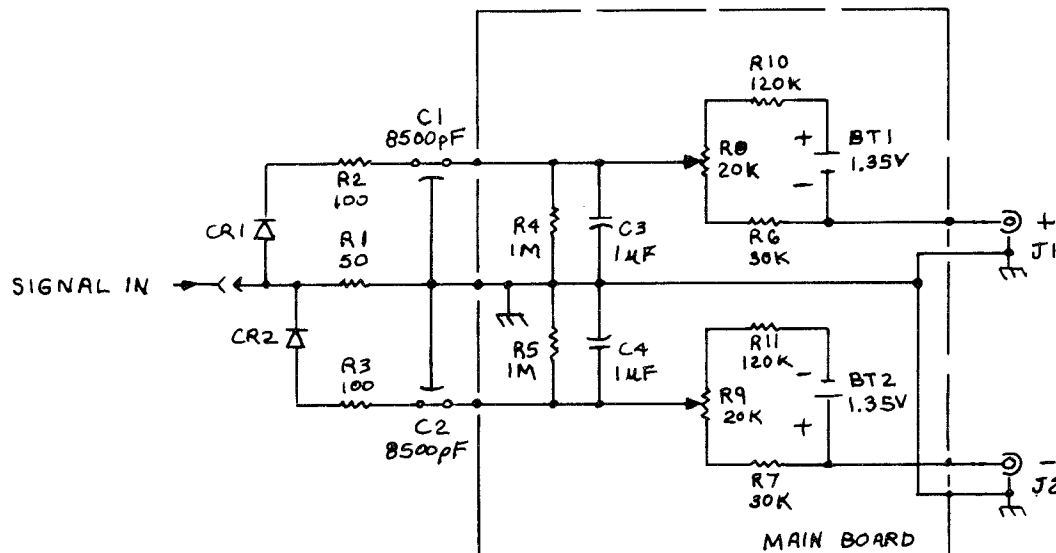 R10
120K
C1
8500pF
+
BT1
1.35V
-
R8
20K
R2
100
R4
1M
C3
1µF
R6
30K
+
J1
CR1
R1
50
SIGNAL IN
CR2
R5
1M
C4
1µF
R11
120K
-
BT2
1.35V
+
R3
100
R9
20K
C2
8500pF
R7
30K
-
J2
MAIN BOARD